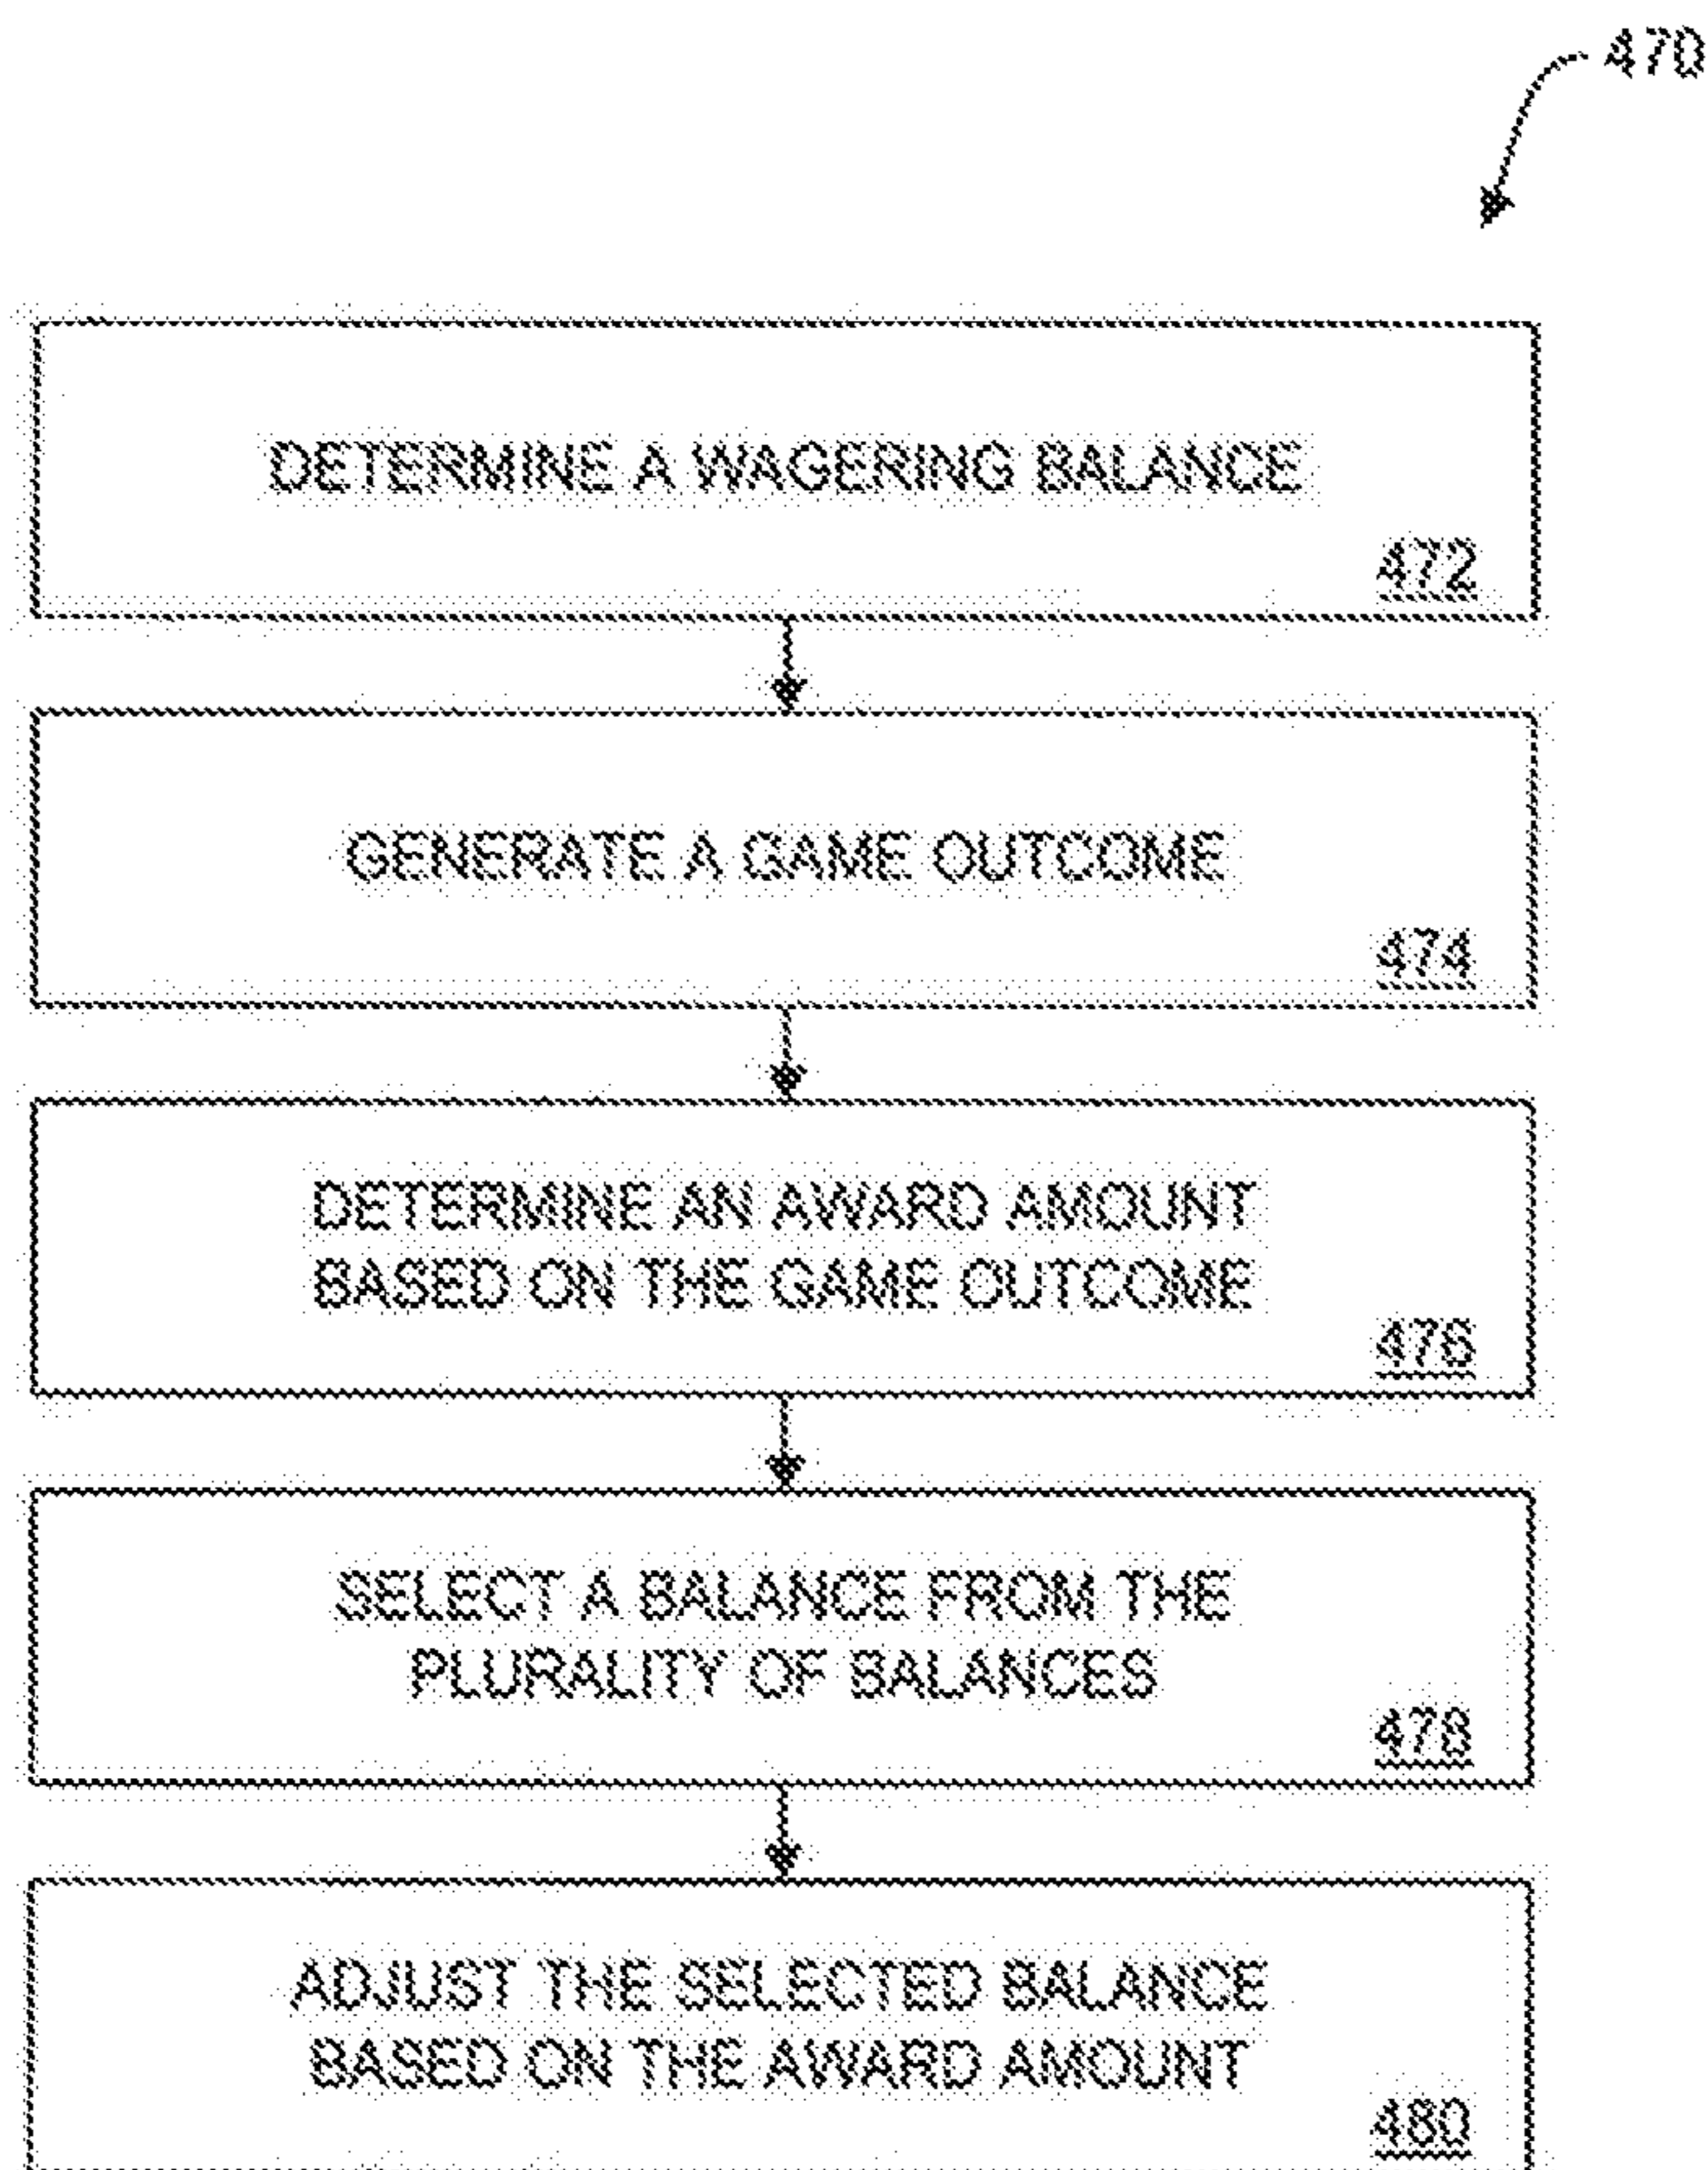 470
DETERMINE A WAGERING BALANCE
472
GENERATE A GAME OUTCOME
474
DETERMINE AN AWARD AMOUNT
BASED ON THE GAME OUTCOME
476
SELECT A BALANCE FROM THE
PLURALITY OF BALANCES
478
ADJUST THE SELECTED BALANCE
BASED ON THE AWARD AMOUNT
480